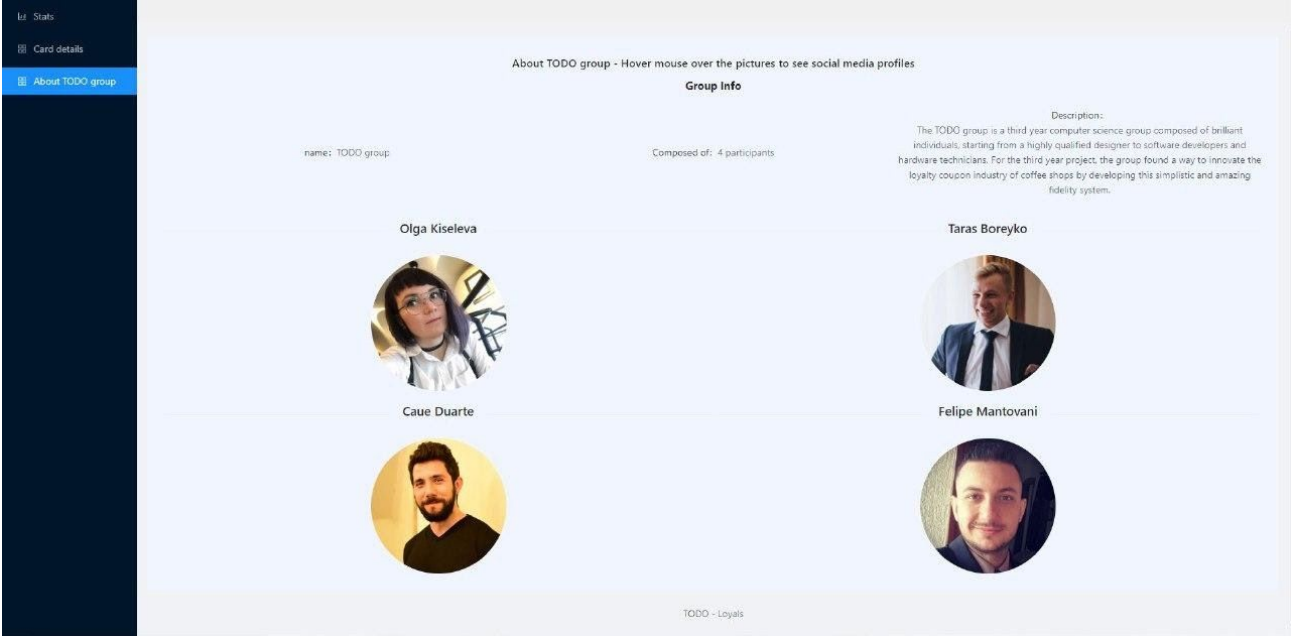 Stats
Card details
About TODO group
About TODO group - Hover mouse over the pictures to see social media profiles
Group Info
name: TODO group
Composed of: 4 participants
Description:
The TODO group is a third year computer science group composed of brilliant
individuals, starting from a highly qualified designer to software developers and
hardware technicians. For the third year project, the group found a way to innovate the
loyalty coupon industry of coffee shops by developing this simplistic and amazing
fidelity system.
Olga Kiseleva
Taras Boreyko
Caue Duarte
Felipe Mantovani
TODO - Loyals